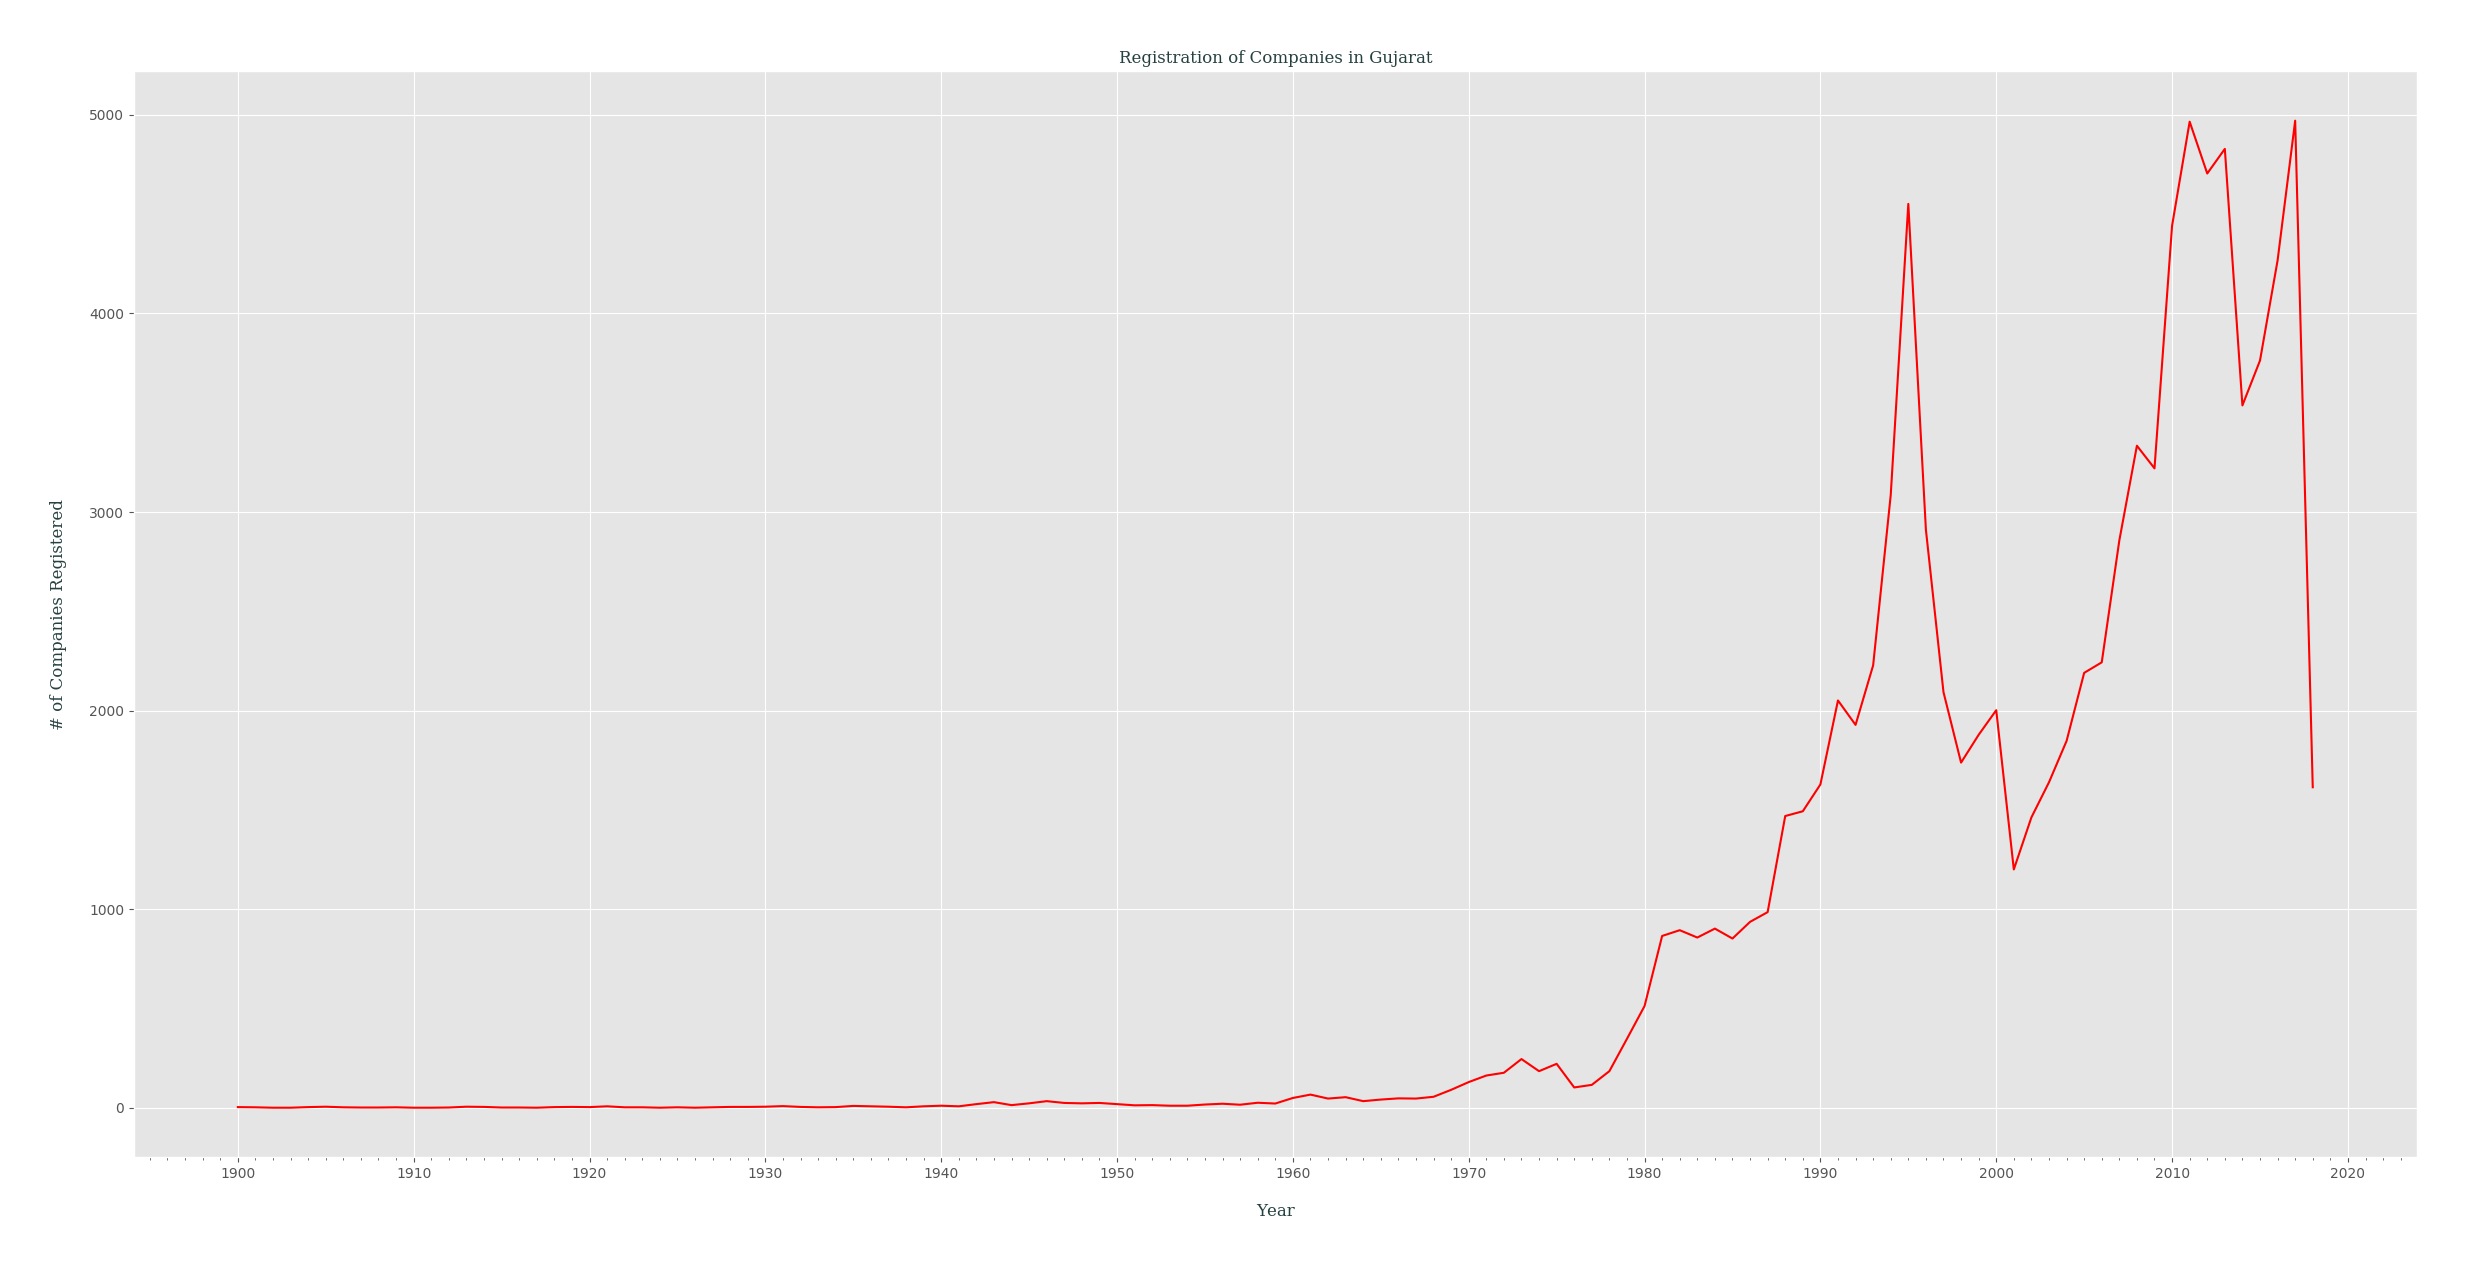 Registration of Companies in Gujarat
5000
4000
3000
2000
1000
0
# of Companies Registered
1900 1910 1920 1930 1940 1950 1960 1970 1980 1990 2000 2010 2020
Year